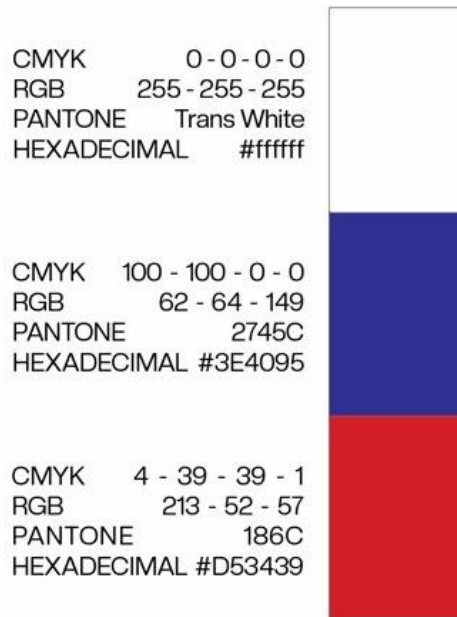 CMYK 0 - 0 - 0 - 0
RGB 255 - 255 - 255
PANTONE Trans White
HEXADECIMAL #ffffff
CMYK 100 - 100 - 0 - 0
RGB 62 - 64 - 149
PANTONE 2745C
HEXADECIMAL #3E4095
CMYK 4 - 39 - 39 - 1
RGB 213 - 52 - 57
PANTONE 186C
HEXADECIMAL #D53439